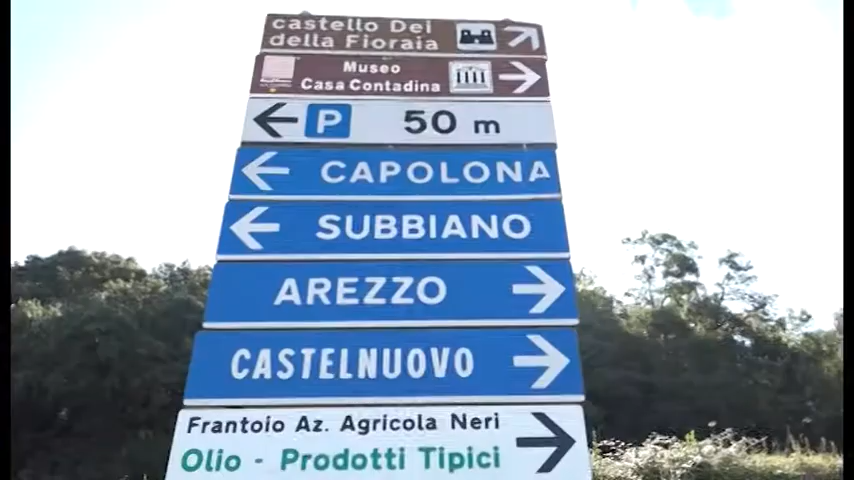 castello Dei
della Fioraia
Museo
Casa Contadina
P 50 m
CAPOLONA
SUBBIANO
AREZZO
CASTELNUOVO
Frantoio Az. Agricola Neri
Olio - Prodotti Tipici